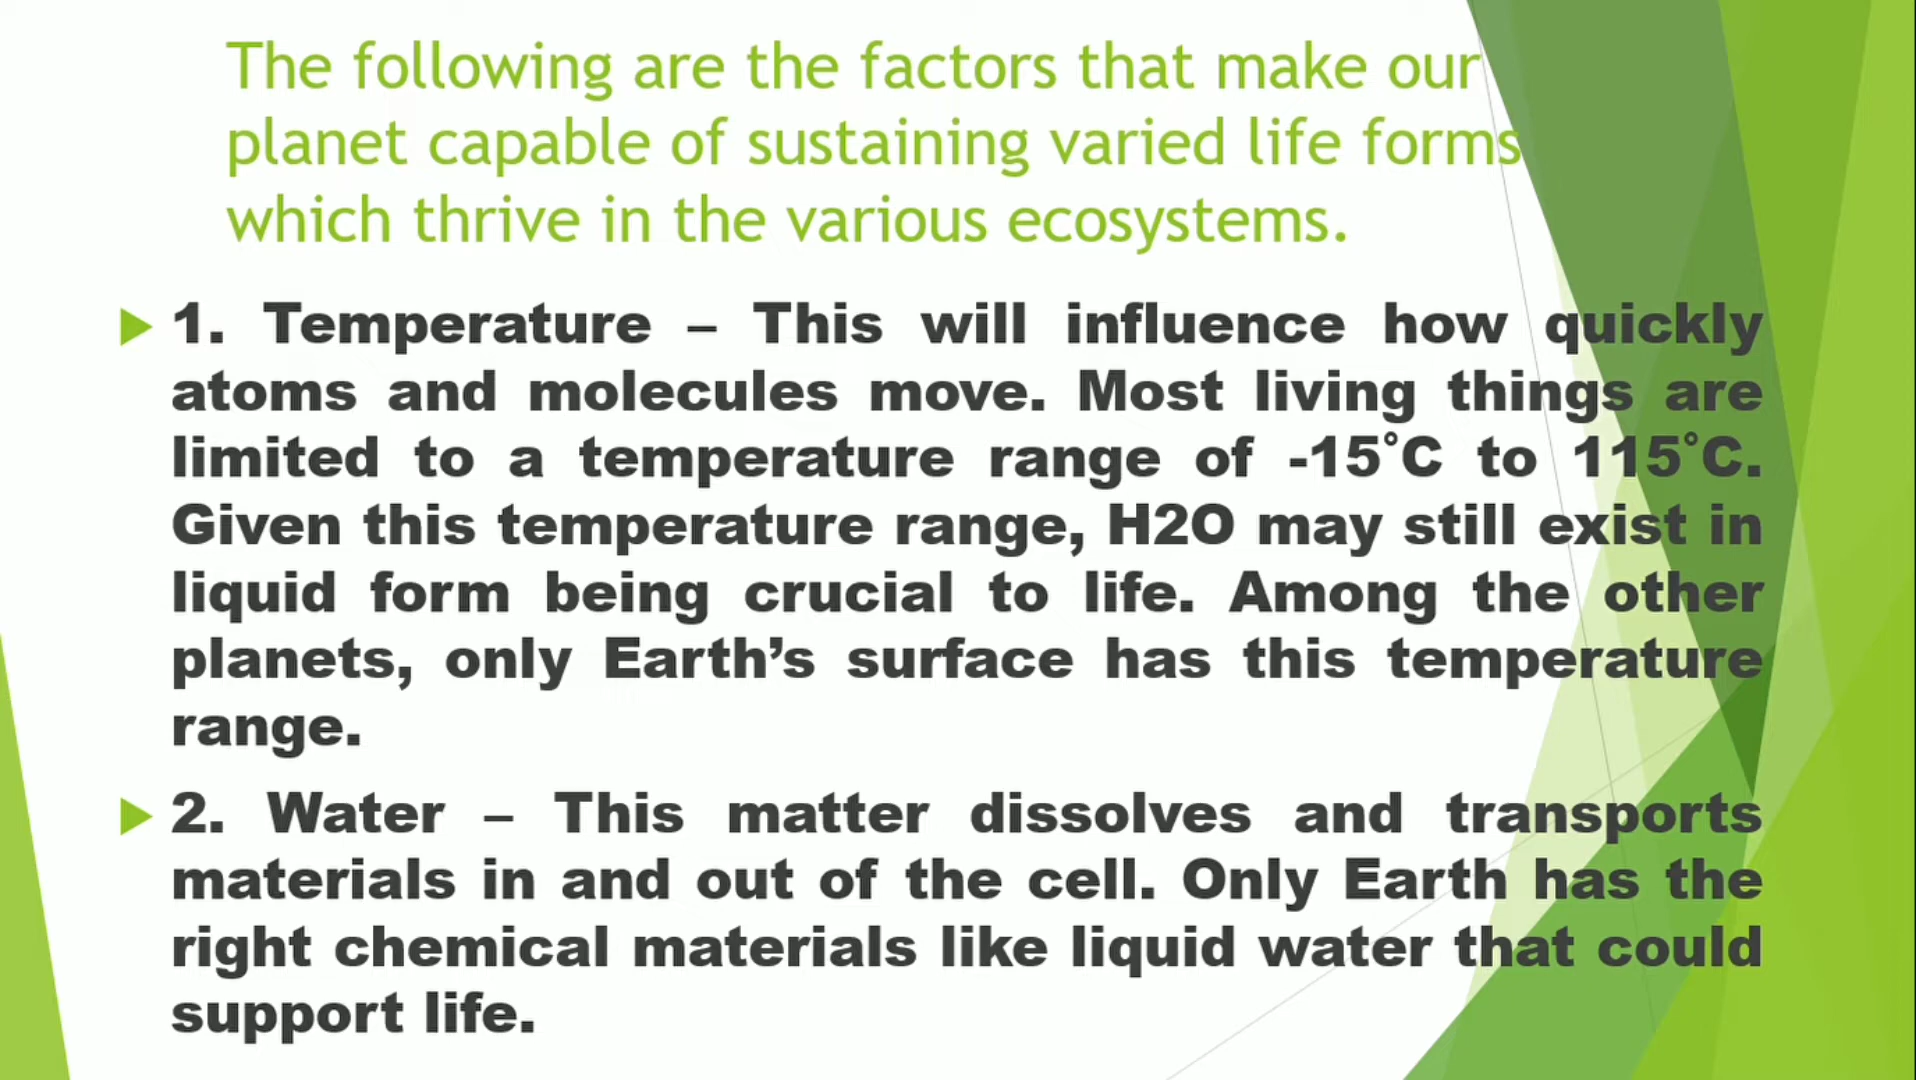 The following are the factors that make our
planet capable of sustaining varied life forms
which thrive in the various ecosystems.
1. Temperature – This will influence how quickly
atoms and molecules move. Most living things are
limited to a temperature range of -15˚C to 115˚C.
Given this temperature range, H2O may still exist in
liquid form being crucial to life. Among the other
planets, only Earth’s surface has this temperature
range.
2. Water – This matter dissolves and transports
materials in and out of the cell. Only Earth has the
right chemical materials like liquid water that could
support life.